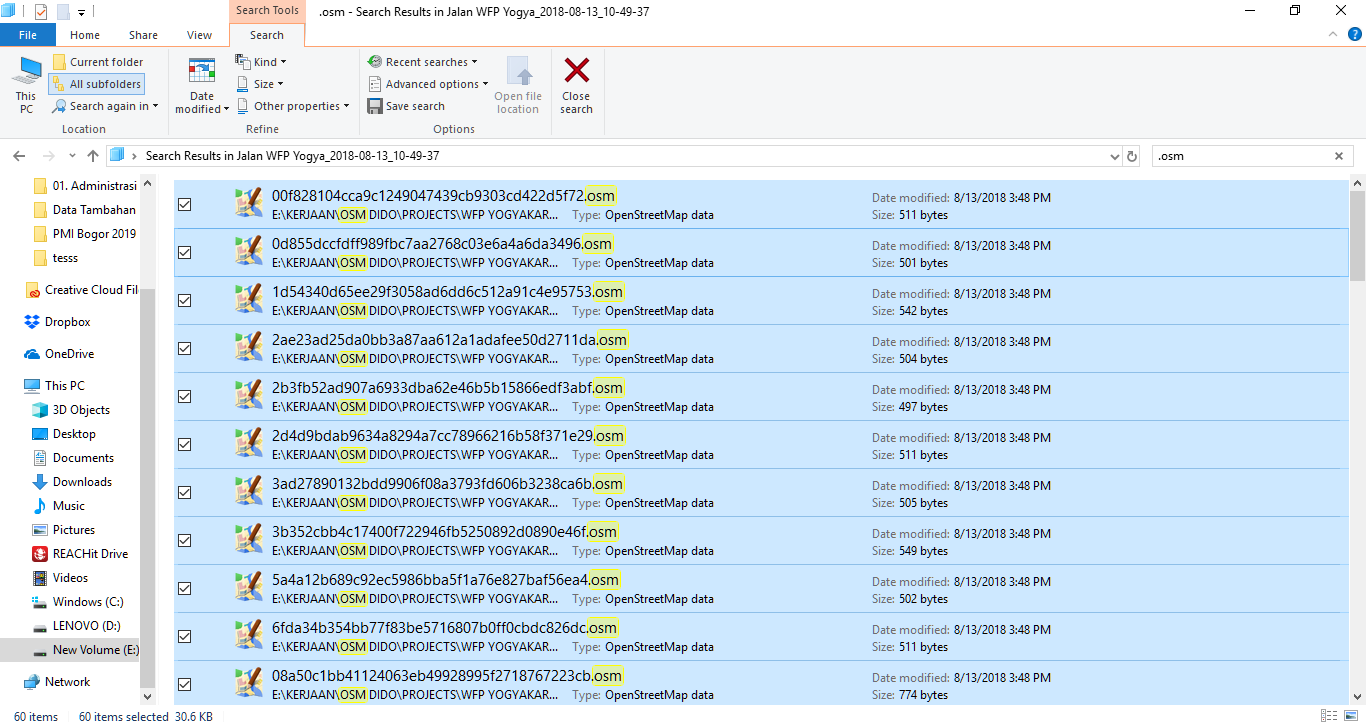 Search Tools
.osm - Search Results in Jalan WFP Yogya_2018-08-13_10-49-37
File Home Share View Search
This PC
Current folder
All subfolders
Search again in
Location
Date modified
Kind
Size
Other properties
Refine
Recent searches
Advanced options
Save search
Options
Open file location
Close search
Search Results in Jalan WFP Yogya_2018-08-13_10-49-37
.osm
01. Administrasi
Data Tambahan
PMI Bogor 2019
tesss
Creative Cloud Fil
Dropbox
OneDrive
This PC
3D Objects
Desktop
Documents
Downloads
Music
Pictures
REACHit Drive
Videos
Windows (C:)
LENOVO (D:)
New Volume (E:)
Network
00f828104cca9c1249047439cb9303cd422d5f72.osm Date modified: 8/13/2018 3:48 PM
E:\KERJAAN\OSM DIDO\PROJECTS\WFP YOGYAKAR... Type: OpenStreetMap data Size: 511 bytes
0d855dccfdff989fbc7aa2768c03e6a4a6da3496.osm Date modified: 8/13/2018 3:48 PM
E:\KERJAAN\OSM DIDO\PROJECTS\WFP YOGYAKAR... Type: OpenStreetMap data Size: 501 bytes
1d54340d65ee29f3058ad6dd6c512a91c4e95753.osm Date modified: 8/13/2018 3:48 PM
E:\KERJAAN\OSM DIDO\PROJECTS\WFP YOGYAKAR... Type: OpenStreetMap data Size: 542 bytes
2ae23ad25da0bb3a87aa612a1adafee50d2711da.osm Date modified: 8/13/2018 3:48 PM
E:\KERJAAN\OSM DIDO\PROJECTS\WFP YOGYAKAR... Type: OpenStreetMap data Size: 504 bytes
2b3fb52ad907a6933dba62e46b5b15866edf3abf.osm Date modified: 8/13/2018 3:48 PM
E:\KERJAAN\OSM DIDO\PROJECTS\WFP YOGYAKAR... Type: OpenStreetMap data Size: 497 bytes
2d4d9bdab9634a8294a7cc78966216b58f371e29.osm Date modified: 8/13/2018 3:48 PM
E:\KERJAAN\OSM DIDO\PROJECTS\WFP YOGYAKAR... Type: OpenStreetMap data Size: 511 bytes
3ad27890132bdd9906f08a3793fd606b3238ca6b.osm Date modified: 8/13/2018 3:48 PM
E:\KERJAAN\OSM DIDO\PROJECTS\WFP YOGYAKAR... Type: OpenStreetMap data Size: 505 bytes
3b352cbb4c17400f722946fb5250892d0890e46f.osm Date modified: 8/13/2018 3:48 PM
E:\KERJAAN\OSM DIDO\PROJECTS\WFP YOGYAKAR... Type: OpenStreetMap data Size: 549 bytes
5a4a12b689c92ec5986bba5f1a76e827baf56ea4.osm Date modified: 8/13/2018 3:48 PM
E:\KERJAAN\OSM DIDO\PROJECTS\WFP YOGYAKAR... Type: OpenStreetMap data Size: 502 bytes
6fda34b354bb77f83be5716807b0ff0cbdc826dc.osm Date modified: 8/13/2018 3:48 PM
E:\KERJAAN\OSM DIDO\PROJECTS\WFP YOGYAKAR... Type: OpenStreetMap data Size: 511 bytes
08a50c1bb41124063eb49928995f2718767223cb.osm Date modified: 8/13/2018 3:48 PM
E:\KERJAAN\OSM DIDO\PROJECTS\WFP YOGYAKAR... Type: OpenStreetMap data Size: 774 bytes
60 items 60 items selected 30.6 KB